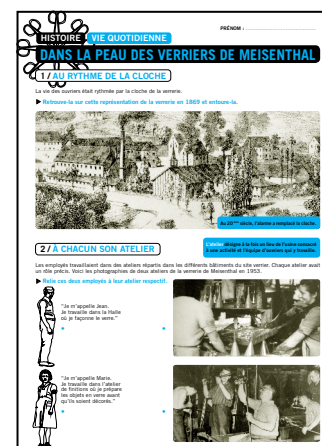 PRÉNOM :
HISTOIRE VIE QUOTIDIENNE
DANS LA PEAU DES VERRIERS DE MEISENTHAL
1 / AU RYTHME DE LA CLOCHE
La vie des ouvriers était rythmée par la cloche de la verrerie.
▶ Retrouve-la sur cette représentation de la verrerie en 1869 et entoure-la.
Au 20ème siècle, l'alarme a remplacé la cloche.
2 / À CHACUN SON ATELIER
L'atelier désigne à la fois un lieu de l'usine consacré
à une activité et l'équipe d'ouvriers qui y travaille.
Les employés travaillaient dans des ateliers répartis dans les différents bâtiments du site verrier. Chaque atelier avait
un rôle précis. Voici les photographies de deux ateliers de la verrerie de Meisenthal en 1953.
▶ Relie ces deux employés à leur atelier respectif.
"Je m'appelle Jean.
Je travaille dans la Halle
où je façonne le verre."
"Je m'appelle Marie.
Je travaille dans l'atelier
de finitions où je prépare
les objets en verre avant
qu'ils soient décorés."